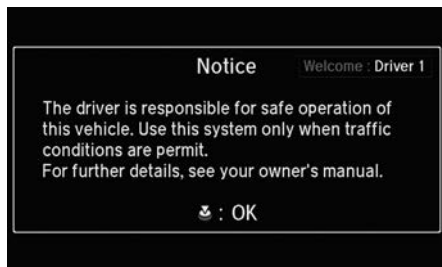 Notice
Welcome : Driver 1
The driver is responsible for safe operation of
this vehicle. Use this system only when traffic
conditions are permit.
For further details, see your owner's manual.
: OK